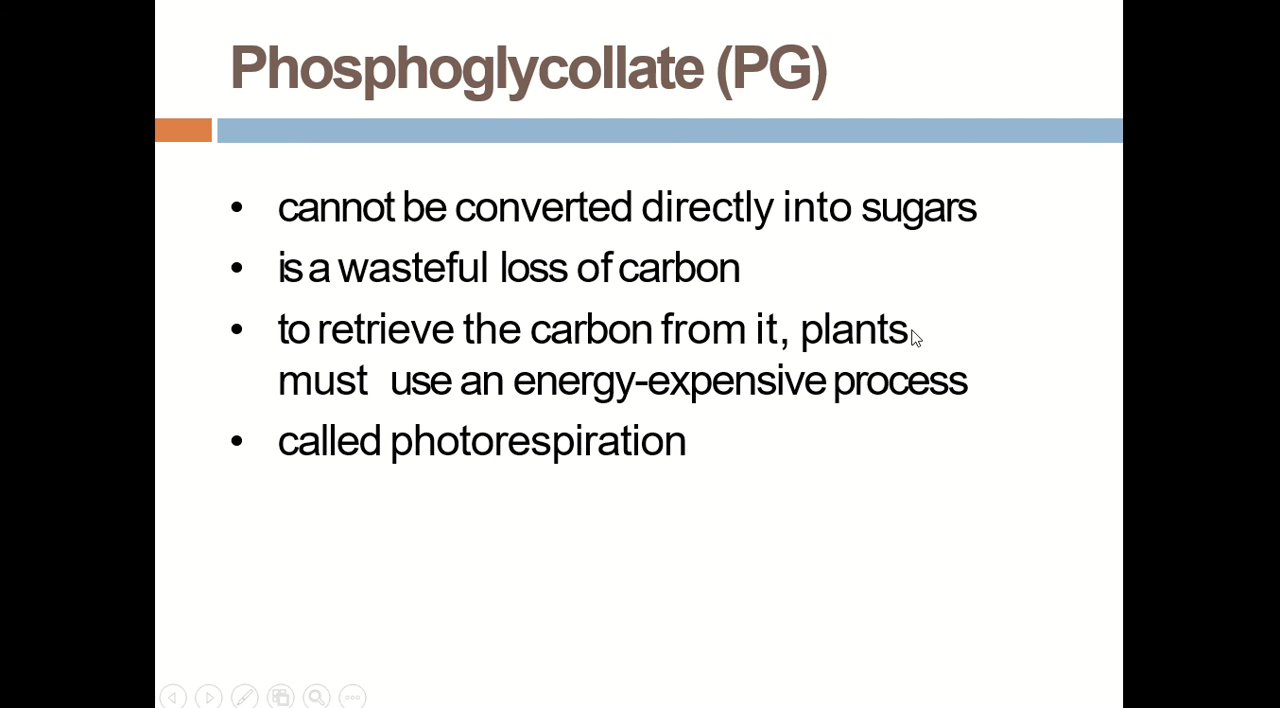 Phosphoglycollate (PG)
• cannot be converted directly into sugars
• is a wasteful loss of carbon
• to retrieve the carbon from it, plants
must use an energy-expensive process
• called photorespiration